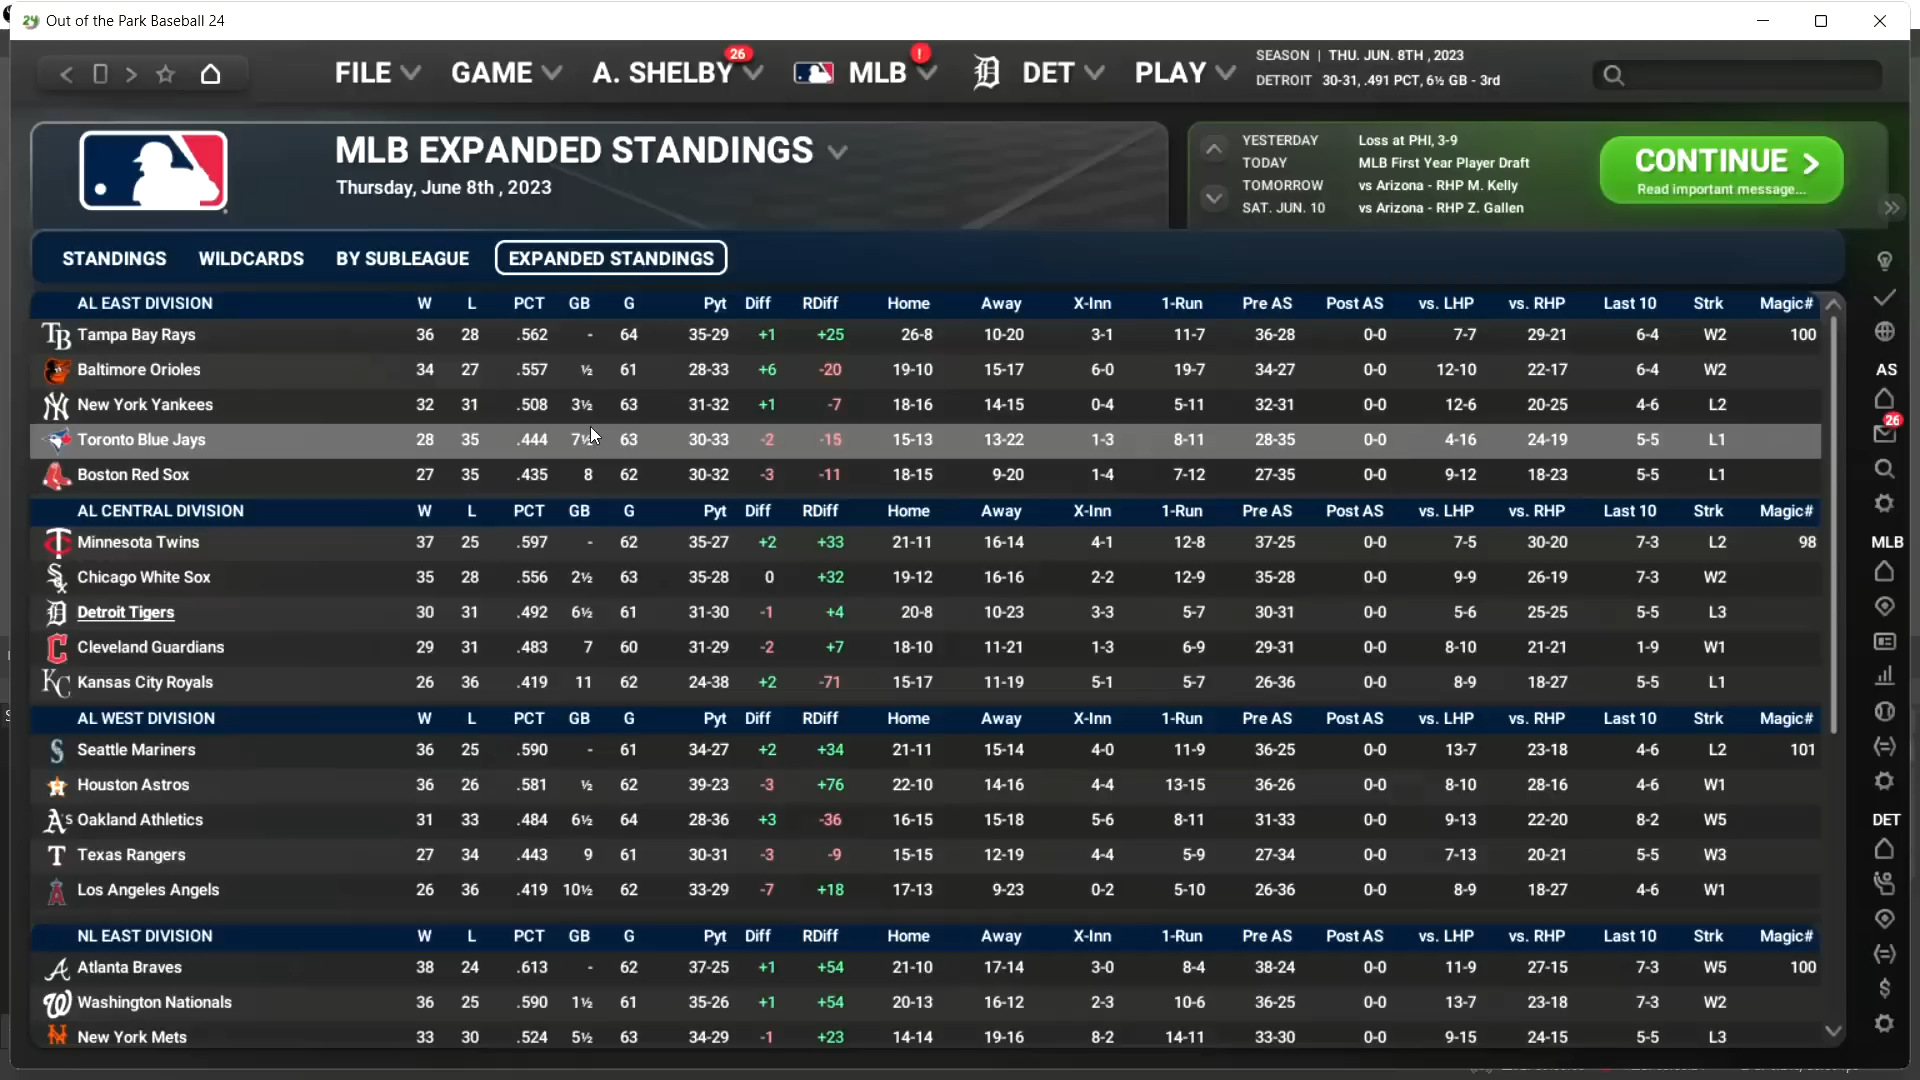 Out of the Park Baseball 24
FILE GAME A. SHELBY 26 MLB ! DET PLAY
SEASON | THU. JUN. 8TH , 2023
DETROIT 30-31, .491 PCT, 6½ GB - 3rd
MLB EXPANDED STANDINGS
Thursday, June 8th , 2023
YESTERDAY Loss at PHI, 3-9
TODAY MLB First Year Player Draft
TOMORROW vs Arizona - RHP M. Kelly
SAT. JUN. 10 vs Arizona - RHP Z. Gallen
CONTINUE
Read important message...
STANDINGS WILDCARDS BY SUBLEAGUE EXPANDED STANDINGS
AL EAST DIVISION W L PCT GB G Pyt Diff RDiff Home Away X-Inn 1-Run Pre AS Post AS vs. LHP vs. RHP Last 10 Strk Magic#
Tampa Bay Rays 36 28 .562 - 64 35-29 +1 +25 26-8 10-20 3-1 11-7 36-28 0-0 7-7 29-21 6-4 W2 100
Baltimore Orioles 34 27 .557 ½ 61 28-33 +6 -20 19-10 15-17 6-0 19-7 34-27 0-0 12-10 22-17 6-4 W2
New York Yankees 32 31 .508 3½ 63 31-32 +1 -7 18-16 14-15 0-4 5-11 32-31 0-0 12-6 20-25 4-6 L2
Toronto Blue Jays 28 35 .444 7½ 63 30-33 -2 -15 15-13 13-22 1-3 8-11 28-35 0-0 4-16 24-19 5-5 L1
Boston Red Sox 27 35 .435 8 62 30-32 -3 -11 18-15 9-20 1-4 7-12 27-35 0-0 9-12 18-23 5-5 L1
AL CENTRAL DIVISION W L PCT GB G Pyt Diff RDiff Home Away X-Inn 1-Run Pre AS Post AS vs. LHP vs. RHP Last 10 Strk Magic#
Minnesota Twins 37 25 .597 - 62 35-27 +2 +33 21-11 16-14 4-1 12-8 37-25 0-0 7-5 30-20 7-3 L2 98
Chicago White Sox 35 28 .556 2½ 63 35-28 0 +32 19-12 16-16 2-2 12-9 35-28 0-0 9-9 26-19 7-3 W2
Detroit Tigers 30 31 .492 6½ 61 31-30 -1 +4 20-8 10-23 3-3 5-7 30-31 0-0 5-6 25-25 5-5 L3
Cleveland Guardians 29 31 .483 7 60 31-29 -2 +7 18-10 11-21 1-3 6-9 29-31 0-0 8-10 21-21 1-9 W1
Kansas City Royals 26 36 .419 11 62 24-38 +2 -71 15-17 11-19 5-1 5-7 26-36 0-0 8-9 18-27 5-5 L1
AL WEST DIVISION W L PCT GB G Pyt Diff RDiff Home Away X-Inn 1-Run Pre AS Post AS vs. LHP vs. RHP Last 10 Strk Magic#
Seattle Mariners 36 25 .590 - 61 34-27 +2 +34 21-11 15-14 4-0 11-9 36-25 0-0 13-7 23-18 4-6 L2 101
Houston Astros 36 26 .581 ½ 62 39-23 -3 +76 22-10 14-16 4-4 13-15 36-26 0-0 8-10 28-16 4-6 W1
Oakland Athletics 31 33 .484 6½ 64 28-36 +3 -36 16-15 15-18 5-6 8-11 31-33 0-0 9-13 22-20 8-2 W5
Texas Rangers 27 34 .443 9 61 30-31 -3 -9 15-15 12-19 4-4 5-9 27-34 0-0 7-13 20-21 5-5 W3
Los Angeles Angels 26 36 .419 10½ 62 33-29 -7 +18 17-13 9-23 0-2 5-10 26-36 0-0 8-9 18-27 4-6 W1
NL EAST DIVISION W L PCT GB G Pyt Diff RDiff Home Away X-Inn 1-Run Pre AS Post AS vs. LHP vs. RHP Last 10 Strk Magic#
Atlanta Braves 38 24 .613 - 62 37-25 +1 +54 21-10 17-14 3-0 8-4 38-24 0-0 11-9 27-15 7-3 W5 100
Washington Nationals 36 25 .590 1½ 61 35-26 +1 +54 20-13 16-12 2-3 10-6 36-25 0-0 13-7 23-18 7-3 W2
New York Mets 33 30 .524 5½ 63 34-29 -1 +23 14-14 19-16 8-2 14-11 33-30 0-0 9-15 24-15 5-5 L3
AS
26
MLB
DET